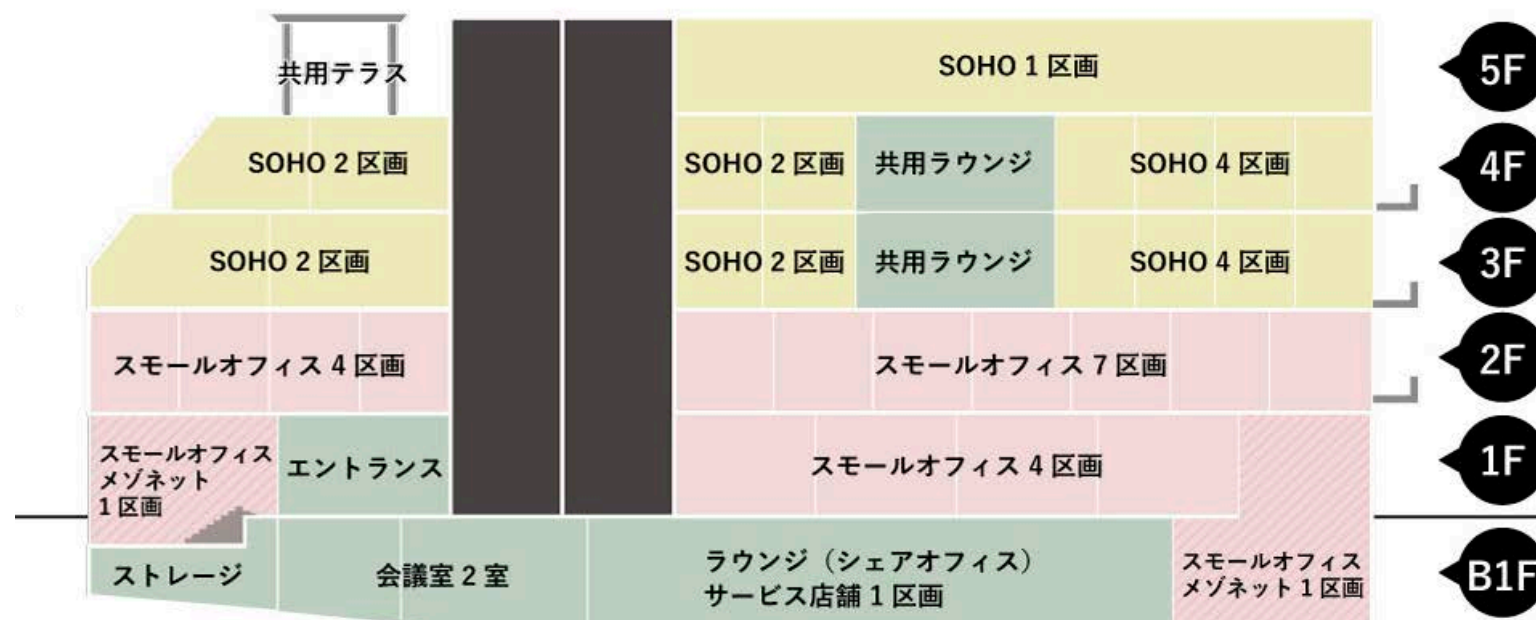 共用テラス
SOHO 1 区画
5F
SOHO 2 区画
SOHO 2 区画
共用ラウンジ
SOHO 4 区画
4F
SOHO 2 区画
SOHO 2 区画
共用ラウンジ
SOHO 4 区画
3F
スモールオフィス 4 区画
スモールオフィス 7 区画
2F
スモールオフィス
メゾネット
1 区画
エントランス
スモールオフィス 4 区画
1F
ストレージ
会議室 2 室
ラウンジ（シェアオフィス）
サービス店舗 1 区画
スモールオフィス
メゾネット 1 区画
B1F